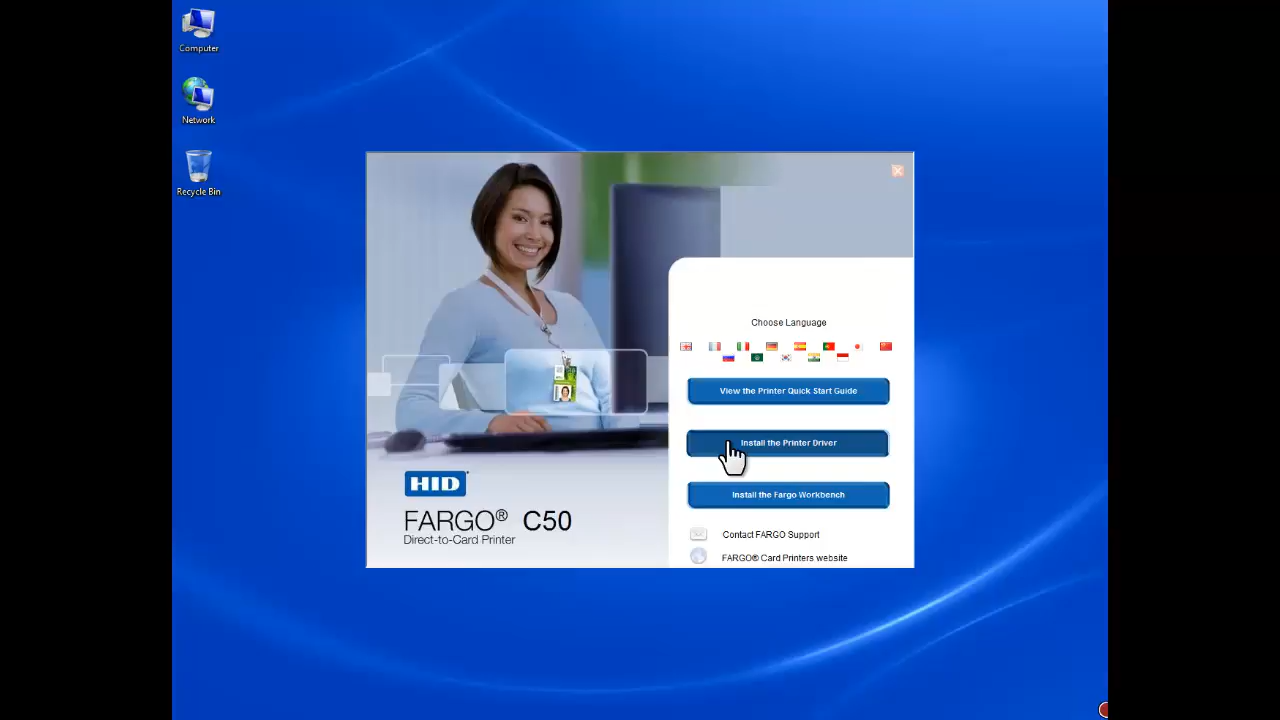 Computer
Network
Recycle Bin
Choose Language
View the Printer Quick Start Guide
Install the Printer Driver
Install the Fargo Workbench
Contact FARGO Support
FARGO® Card Printers website
HID
FARGO® C50
Direct-to-Card Printer